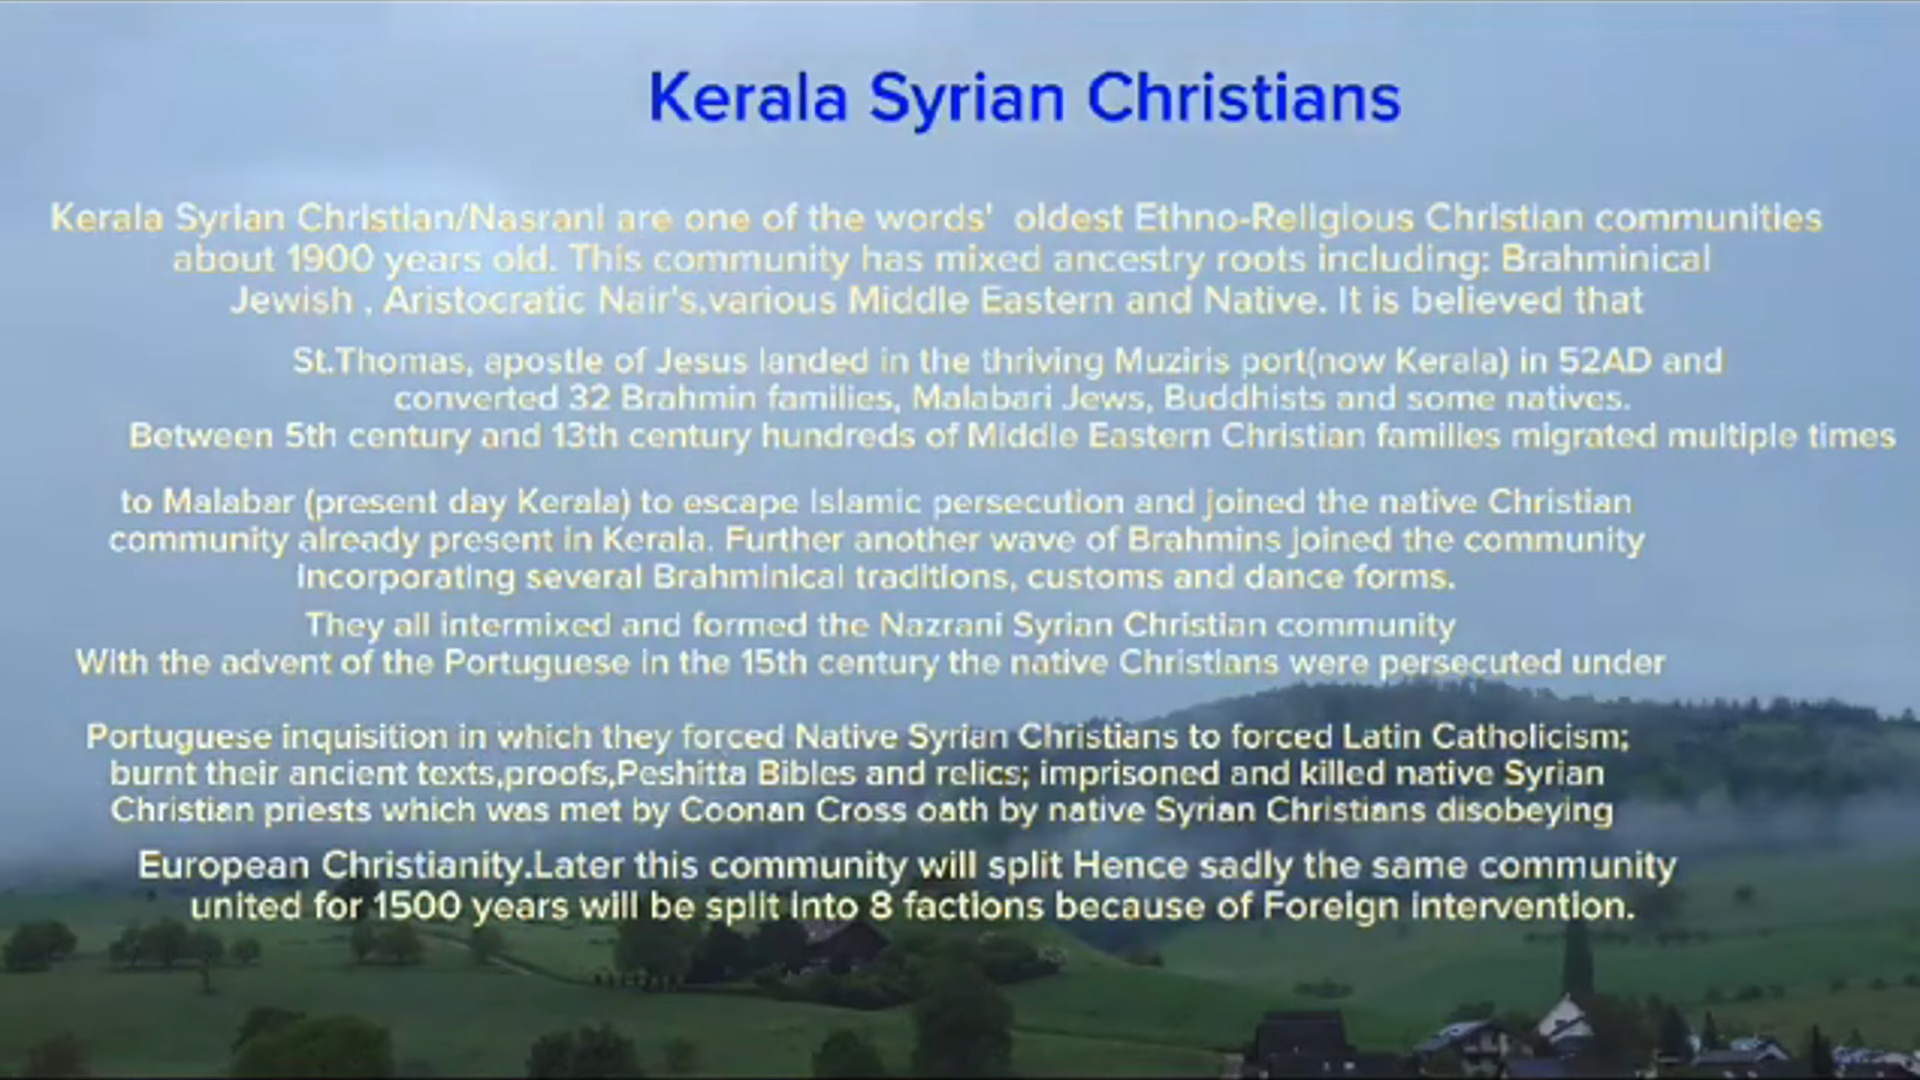 Kerala Syrian Christians
Kerala Syrian Christian/Nasrani are one of the words' oldest Ethno-Religious Christian communities
about 1900 years old. This community has mixed ancestry roots including: Brahminical
Jewish , Aristocratic Nair's,various Middle Eastern and Native. It is believed that
St.Thomas, apostle of Jesus landed in the thriving Muziris port(now Kerala) in 52AD and
converted 32 Brahmin families, Malabari Jews, Buddhists and some natives.
Between 5th century and 13th century hundreds of Middle Eastern Christian families migrated multiple times
to Malabar (present day Kerala) to escape Islamic persecution and joined the native Christian
community already present in Kerala. Further another wave of Brahmins joined the community
incorporating several Brahminical traditions, customs and dance forms.
They all intermixed and formed the Nazrani Syrian Christian community
With the advent of the Portuguese in the 15th century the native Christians were persecuted under
Portuguese inquisition in which they forced Native Syrian Christians to forced Latin Catholicism;
burnt their ancient texts,proofs,Peshitta Bibles and relics; imprisoned and killed native Syrian
Christian priests which was met by Coonan Cross oath by native Syrian Christians disobeying
European Christianity.Later this community will split Hence sadly the same community
united for 1500 years will be split into 8 factions because of Foreign intervention.